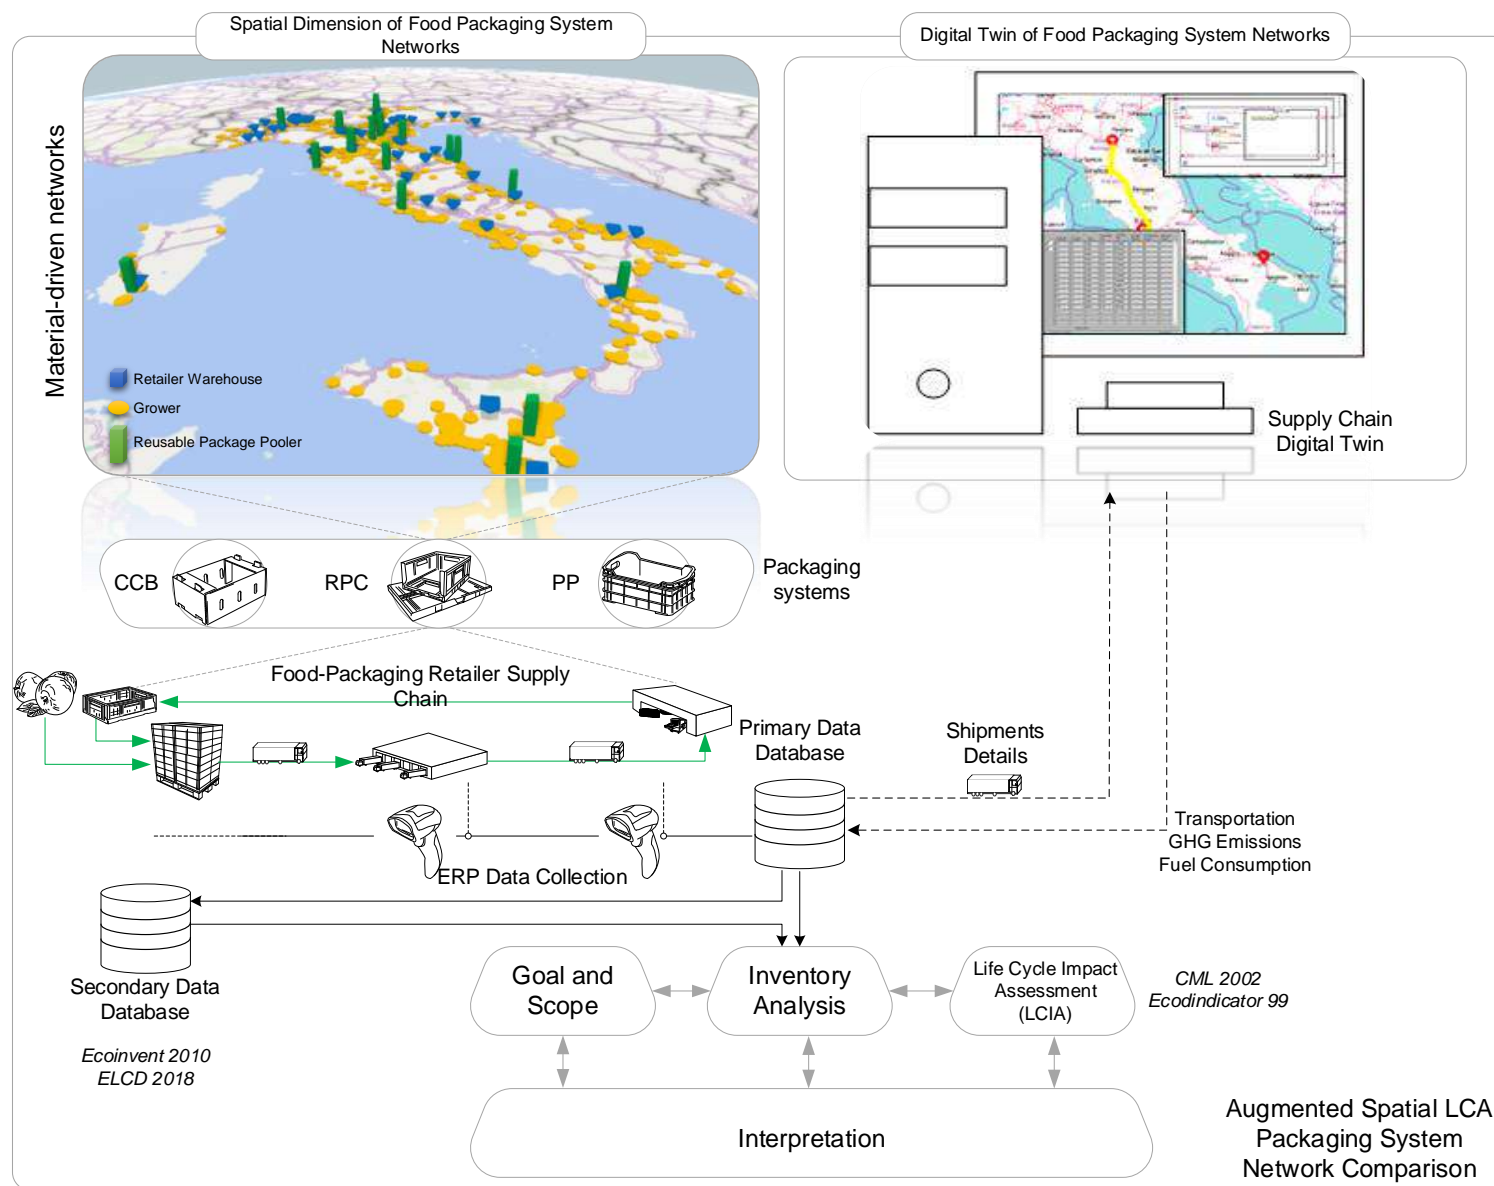 Spatial Dimension of Food Packaging System
Networks
Digital Twin of Food Packaging System Networks
Material-driven networks
Retailer Warehouse
Grower
Reusable Package Pooler
Supply Chain
Digital Twin
CCB
RPC
PP
Packaging
systems
Food-Packaging Retailer Supply
Chain
Primary Data
Database
Shipments
Details
Transportation
GHG Emissions
Fuel Consumption
ERP Data Collection
Secondary Data
Database
Ecoinvent 2010
ELCD 2018
Goal and
Scope
Inventory
Analysis
Life Cycle Impact
Assessment
(LCIA)
CML 2002
Ecodindicator 99
Interpretation
Augmented Spatial LCA
Packaging System
Network Comparison